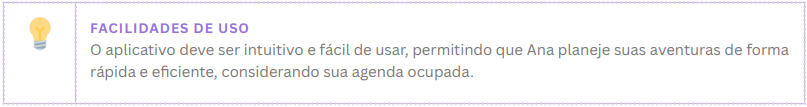 FACILIDADES DE USO
O aplicativo deve ser intuitivo e fácil de usar, permitindo que Ana planeje suas aventuras de forma
rápida e eficiente, considerando sua agenda ocupada.